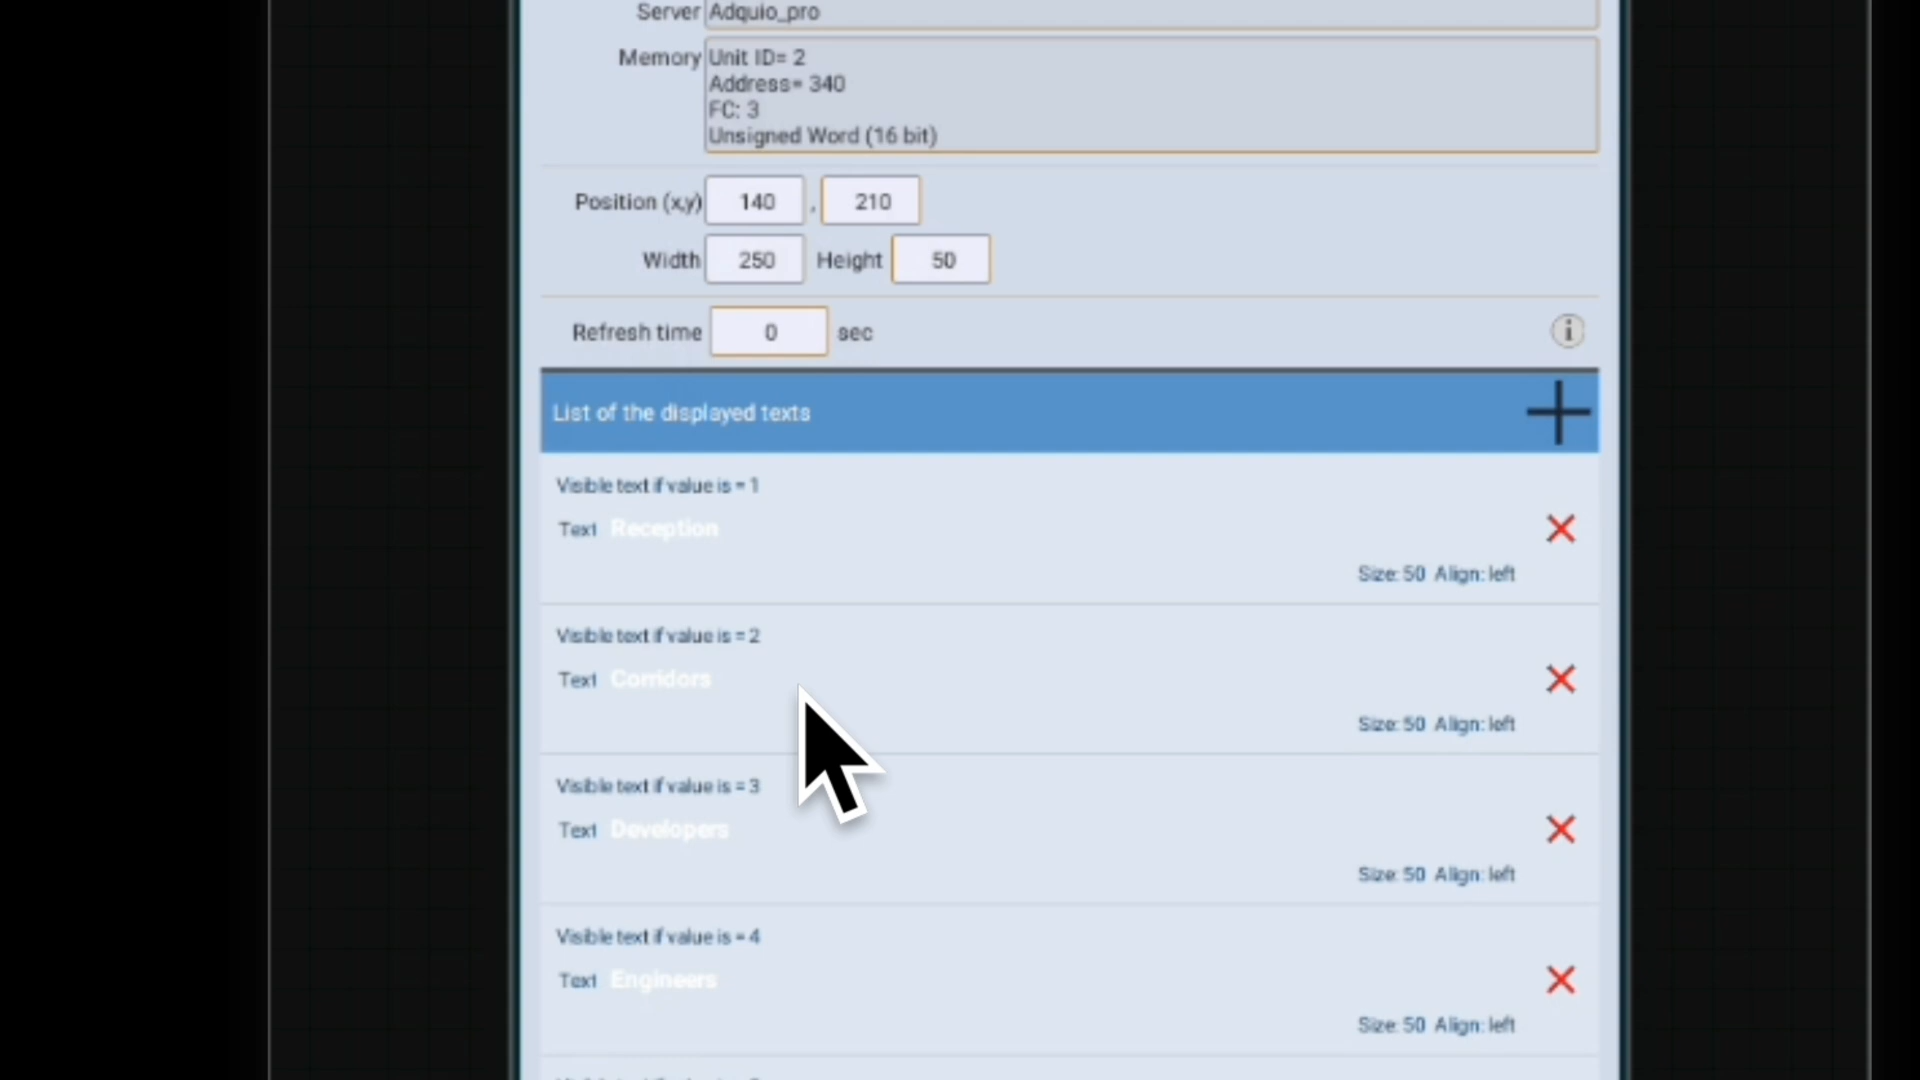 Server Adquio_pro
Memory Unit ID= 2
Address= 340
FC: 3
Unsigned Word (16 bit)
Position (x,y) 140 , 210
Width 250 Height 50
Refresh time 0 sec
List of the displayed texts
Visible text if value is = 1
Text Reception
Size: 50 Align: left
Visible text if value is = 2
Text Corridors
Size: 50 Align: left
Visible text if value is = 3
Text Developers
Size: 50 Align: left
Visible text if value is = 4
Text Engineers
Size: 50 Align: left